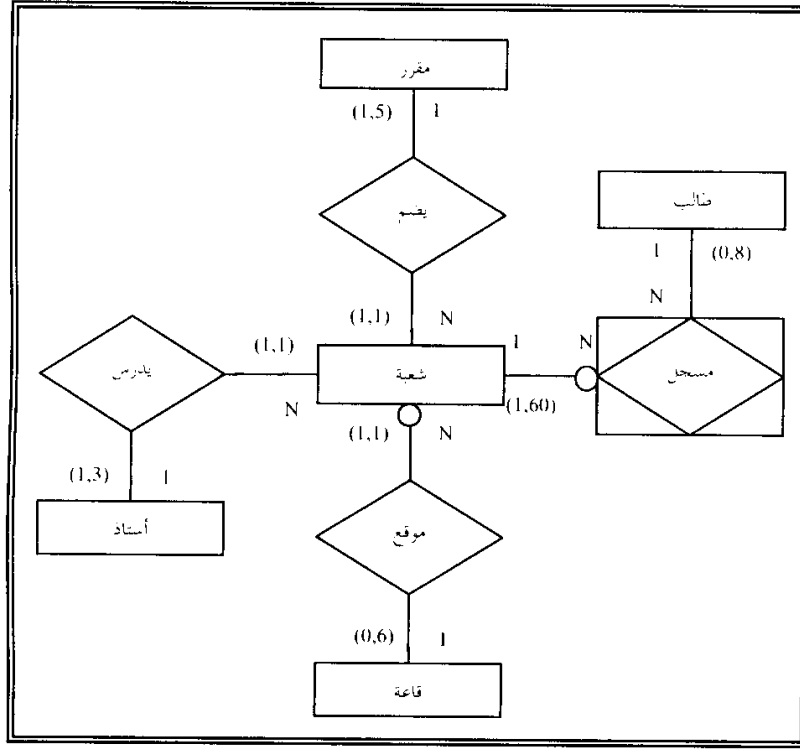 مقرر
(1,5) 1
يضم
طالب
1 (0,8)
N
(1,1) N
يدرس
(1,1)
شعبة
1
N
مسجل
N
(1,60)
(1,1) N
(1,3) 1
أستاذ
موقع
(0,6) 1
قاعة